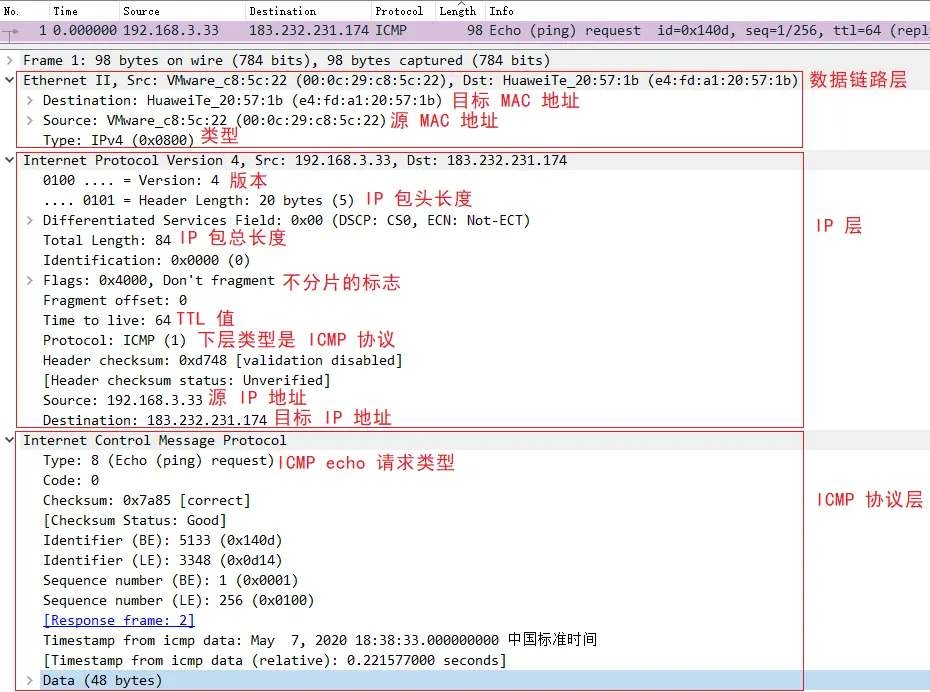 No. Time Source Destination Protocol Length Info
1 0.000000 192.168.3.33 183.232.231.174 ICMP 98 Echo (ping) request id=0x140d, seq=1/256, ttl=64 (repl
Frame 1: 98 bytes on wire (784 bits), 98 bytes captured (784 bits)
Ethernet II, Src: VMware_c8:5c:22 (00:0c:29:c8:5c:22), Dst: HuaweiTe_20:57:1b (e4:fd:a1:20:57:1b) 数据链路层
Destination: HuaweiTe_20:57:1b (e4:fd:a1:20:57:1b) 目标 MAC 地址
Source: VMware_c8:5c:22 (00:0c:29:c8:5c:22) 源 MAC 地址
Type: IPv4 (0x0800) 类型
Internet Protocol Version 4, Src: 192.168.3.33, Dst: 183.232.231.174
0100 .... = Version: 4 版本
.... 0101 = Header Length: 20 bytes (5) IP 包头长度
Differentiated Services Field: 0x00 (DSCP: CS0, ECN: Not-ECT)
IP 层
Total Length: 84 IP 包总长度
Identification: 0x0000 (0)
Flags: 0x4000, Don't fragment 不分片的标志
Fragment offset: 0
Time to live: 64 TTL 值
Protocol: ICMP (1) 下层类型是 ICMP 协议
Header checksum: 0xd748 [validation disabled]
[Header checksum status: Unverified]
Source: 192.168.3.33 源 IP 地址
Destination: 183.232.231.174 目标 IP 地址
Internet Control Message Protocol
Type: 8 (Echo (ping) request) ICMP echo 请求类型
Code: 0
Checksum: 0x7a85 [correct] ICMP 协议层
[Checksum Status: Good]
Identifier (BE): 5133 (0x140d)
Identifier (LE): 3348 (0x0d14)
Sequence number (BE): 1 (0x0001)
Sequence number (LE): 256 (0x0100)
[Response frame: 2]
Timestamp from icmp data: May  7, 2020 18:38:33.000000000 中国标准时间
[Timestamp from icmp data (relative): 0.221577000 seconds]
Data (48 bytes)